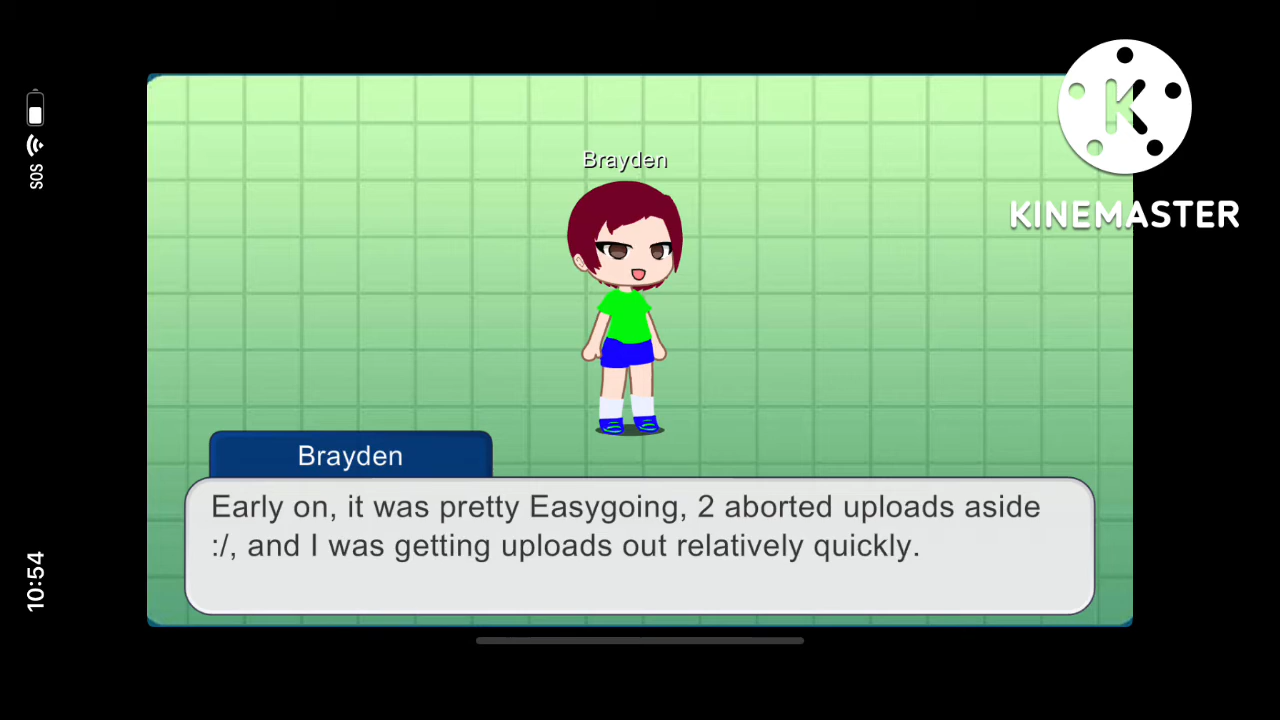 Brayden
KINEMASTER
SOS
10:54
Brayden
Early on, it was pretty Easygoing, 2 aborted uploads aside
:/, and I was getting uploads out relatively quickly.